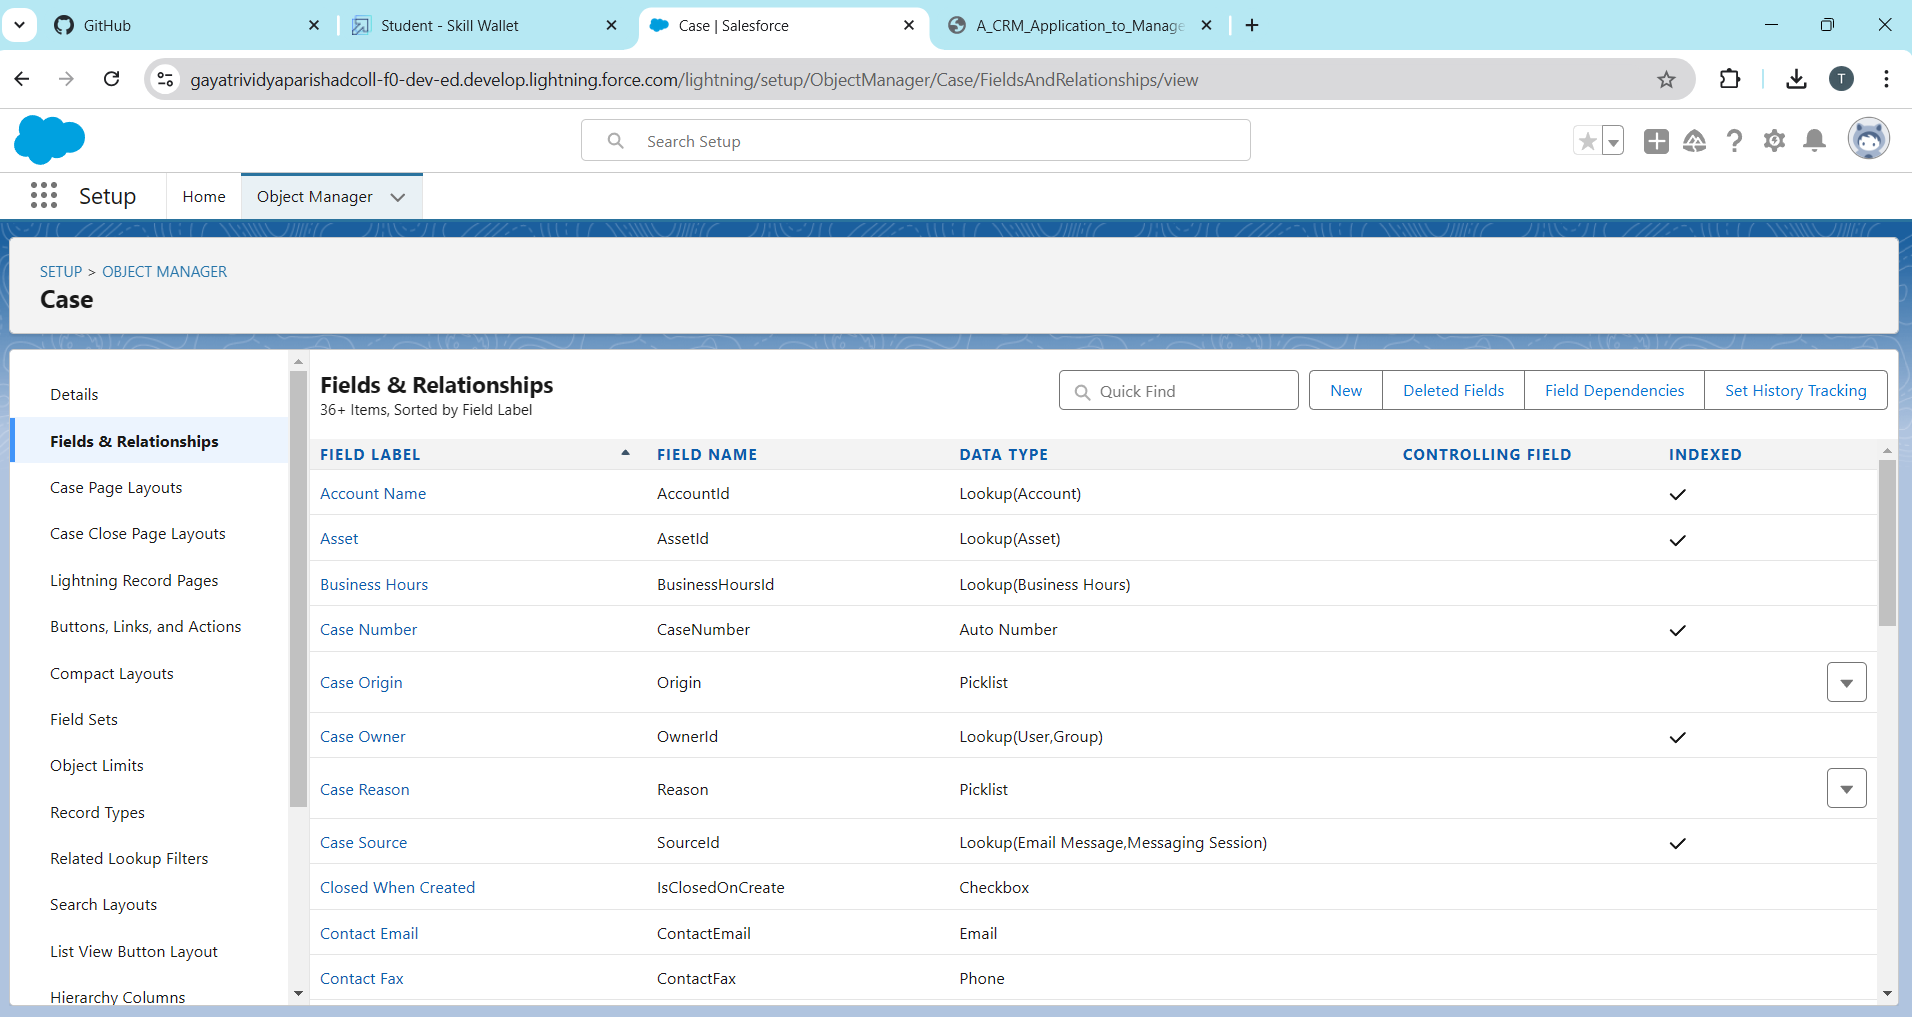 GitHub
Student - Skill Wallet
Case | Salesforce
A_CRM_Application_to_Manage
gayatrividyaparishadcoll-f0-dev-ed.develop.lightning.force.com/lightning/setup/ObjectManager/Case/FieldsAndRelationships/view
T
Search Setup
Setup
Home
Object Manager
SETUP > OBJECT MANAGER
Case
Details
Fields & Relationships
Case Page Layouts
Case Close Page Layouts
Lightning Record Pages
Buttons, Links, and Actions
Compact Layouts
Field Sets
Object Limits
Record Types
Related Lookup Filters
Search Layouts
List View Button Layout
Hierarchy Columns
Fields & Relationships
36+ Items, Sorted by Field Label
Quick Find
New
Deleted Fields
Field Dependencies
Set History Tracking
FIELD LABEL FIELD NAME DATA TYPE CONTROLLING FIELD INDEXED
Account Name AccountId Lookup(Account)
Asset AssetId Lookup(Asset)
Business Hours BusinessHoursId Lookup(Business Hours)
Case Number CaseNumber Auto Number
Case Origin Origin Picklist
Case Owner OwnerId Lookup(User,Group)
Case Reason Reason Picklist
Case Source SourceId Lookup(Email Message,Messaging Session)
Closed When Created IsClosedOnCreate Checkbox
Contact Email ContactEmail Email
Contact Fax ContactFax Phone